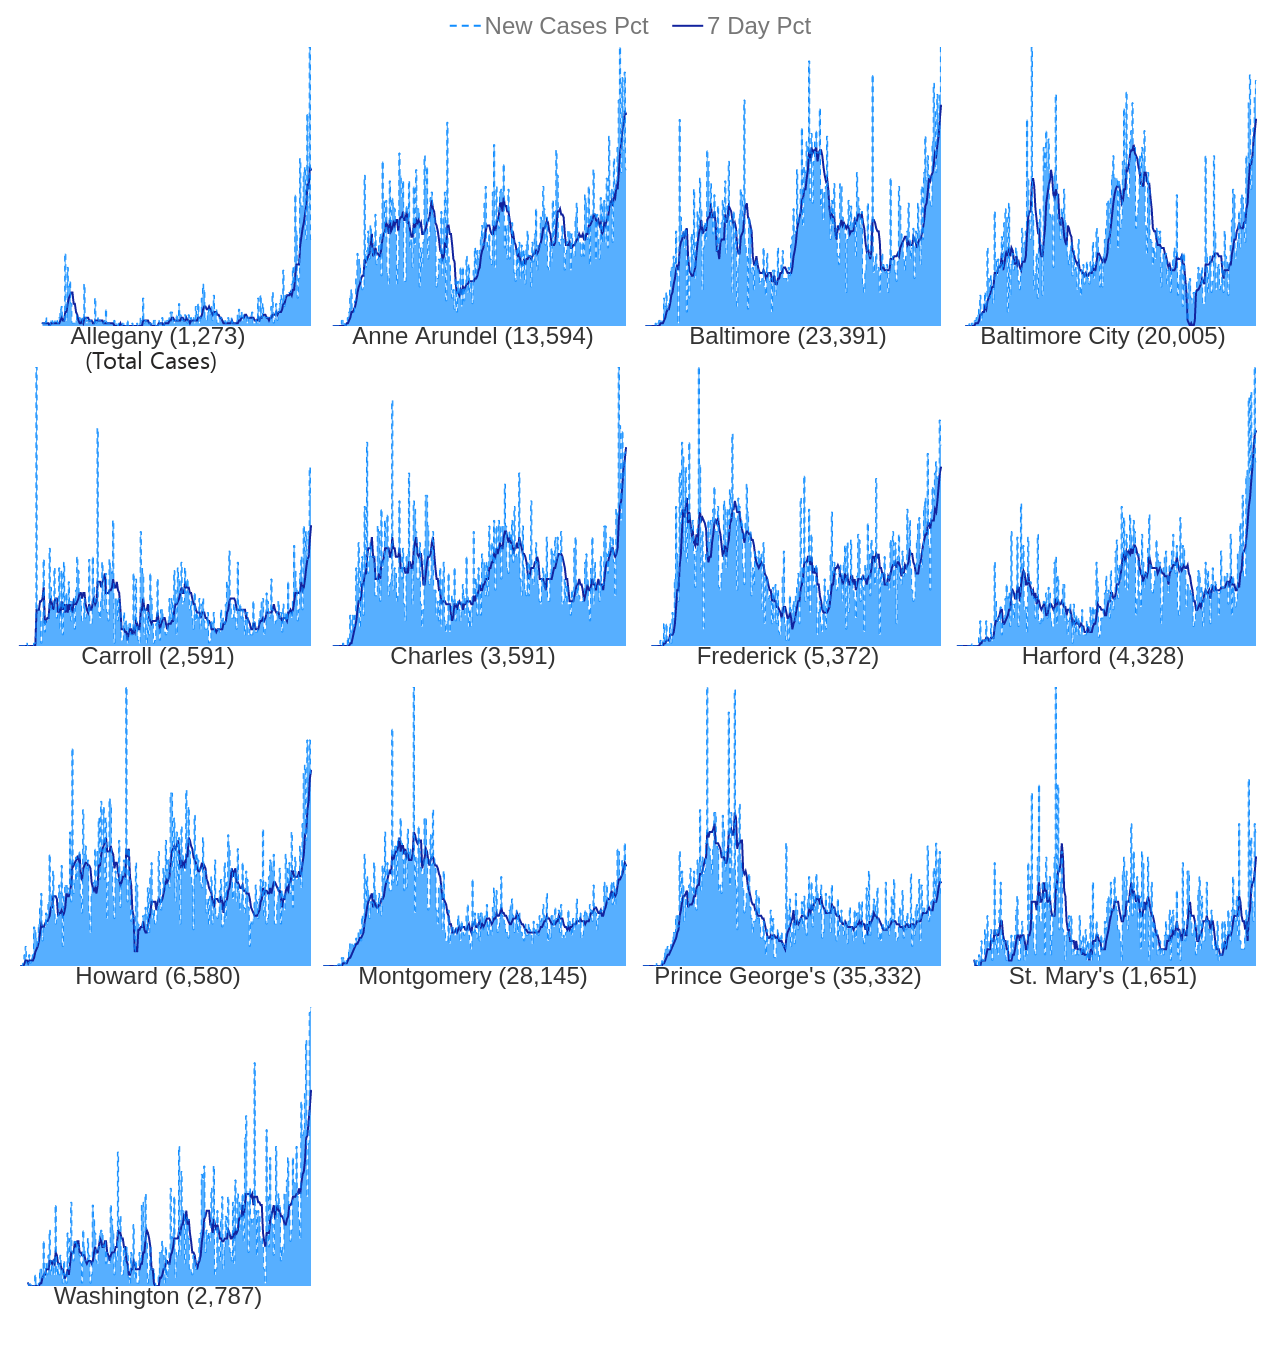 New Cases Pct 7 Day Pct
Allegany (1,273)
(Total Cases)
Anne Arundel (13,594)
Baltimore (23,391)
Baltimore City (20,005)
Carroll (2,591)
Charles (3,591)
Frederick (5,372)
Harford (4,328)
Howard (6,580)
Montgomery (28,145)
Prince George's (35,332)
St. Mary's (1,651)
Washington (2,787)